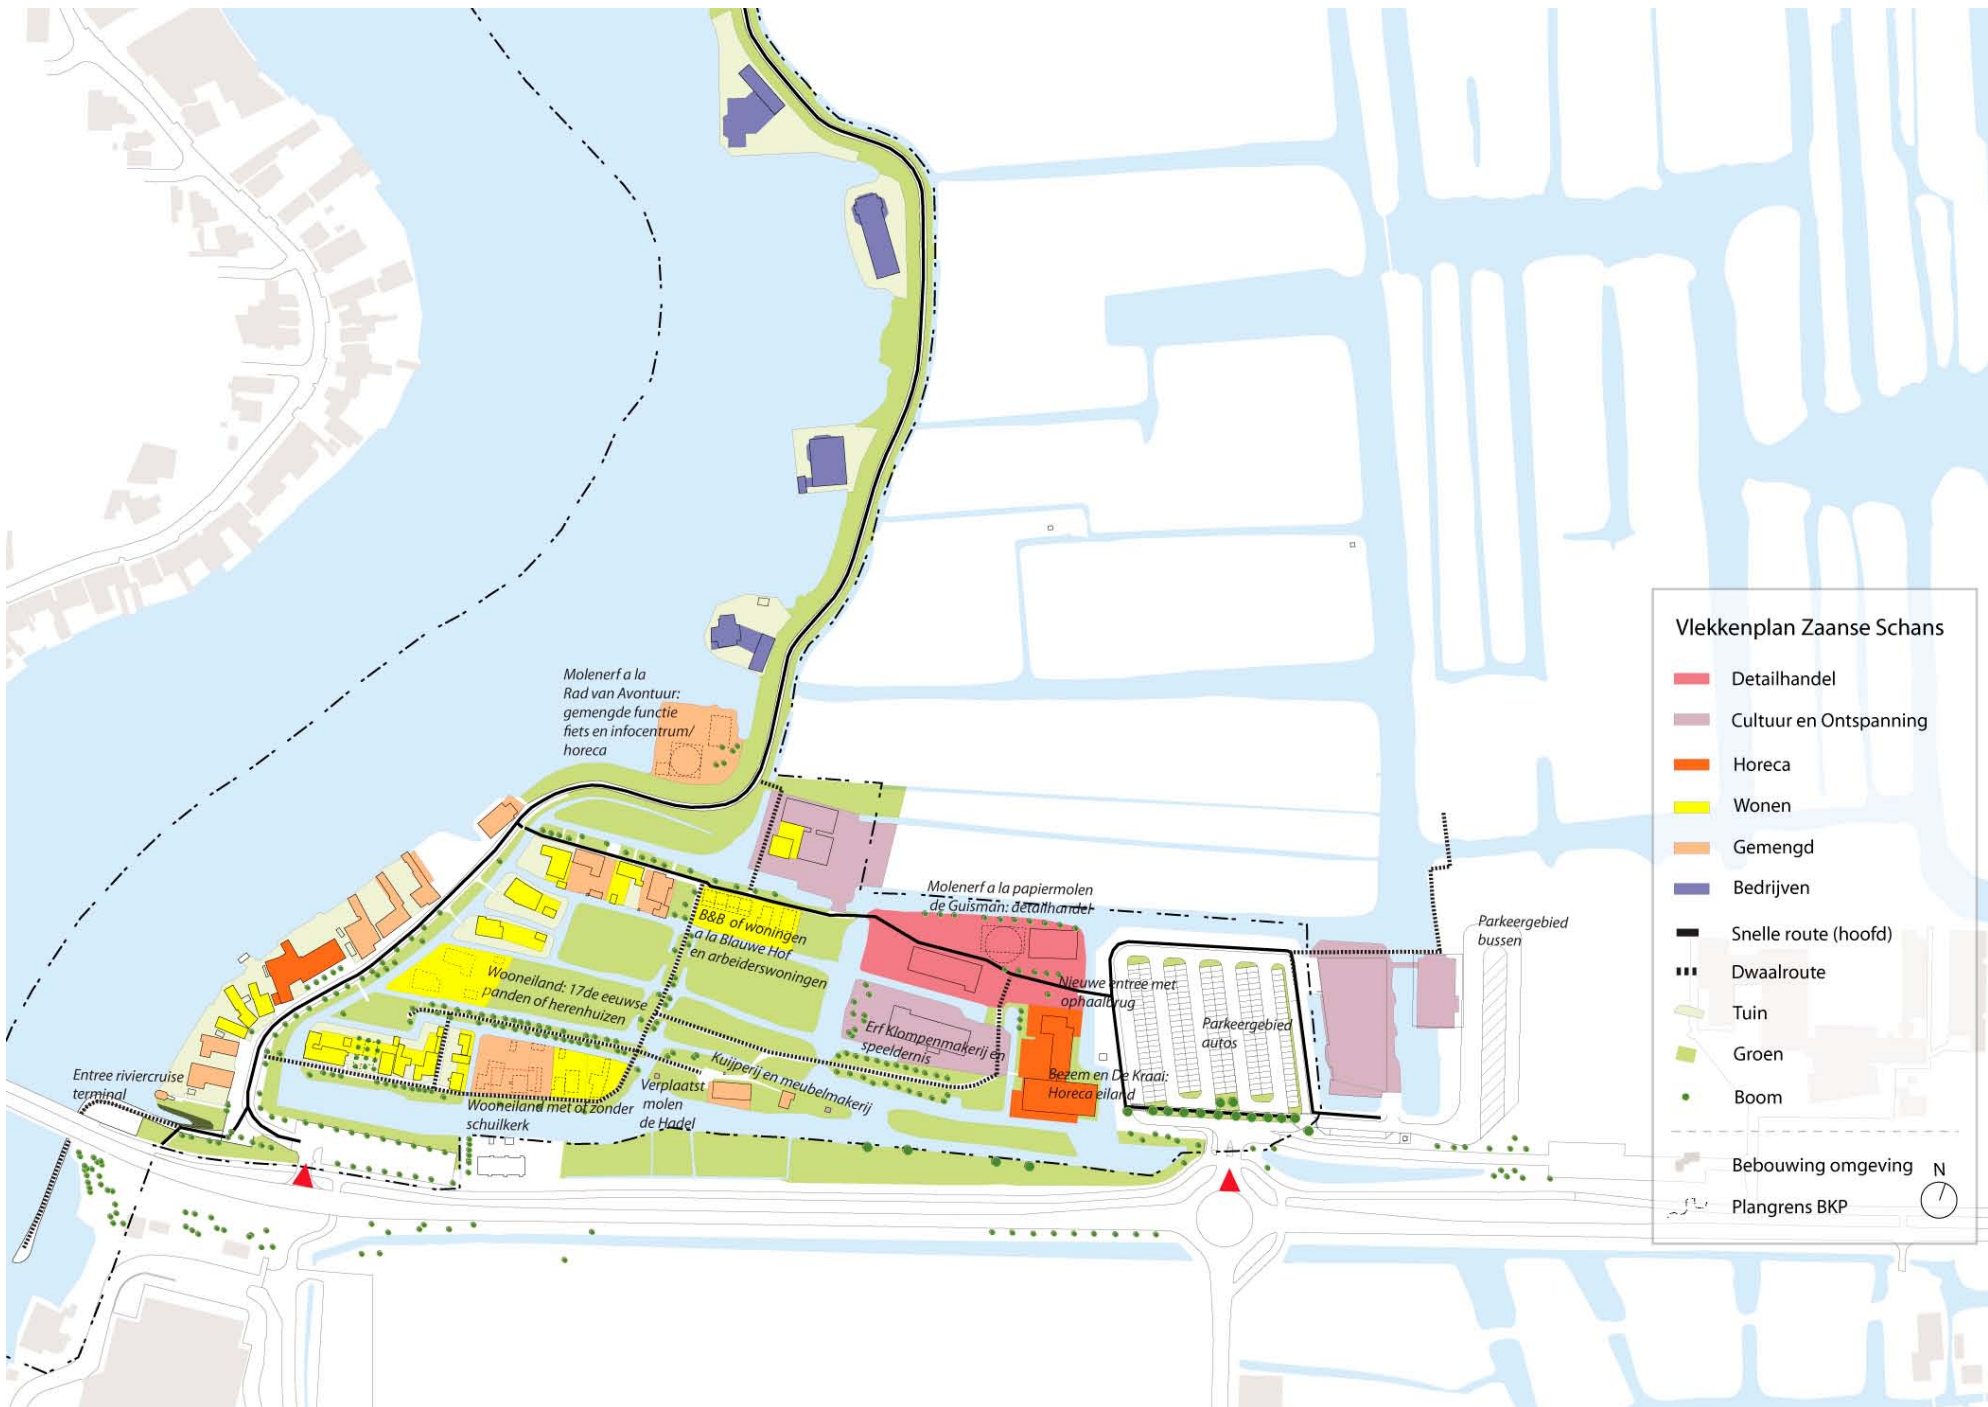 Molenerf a la
Rad van Avontuur:
gemengde functie
fiets en infocentrum/
horeca
Molenerf a la papiermolen
de Guisman: detailhandel
B&B of woningen
a la Blauwe Hof
en arbeiderswoningen
Wooneiland: 17de eeuwse
panden of herenhuizen
Nieuwe entree met
ophaalbrug
Parkeergebied
bussen
Parkeergebied
autos
Erf Klompenmakerij en
speeldernis
Bezem en De Kraai:
Horeca eiland
Kuijperij en meubelmakerij
Verplaatst
molen
de Hadel
Wooneiland met of zonder
schuilkerk
Entree riviercruise
terminal
Vlekkenplan Zaanse Schans
Detailhandel
Cultuur en Ontspanning
Horeca
Wonen
Gemengd
Bedrijven
Snelle route (hoofd)
Dwaalroute
Tuin
Groen
Boom
Bebouwing omgeving
Plangrens BKP
N